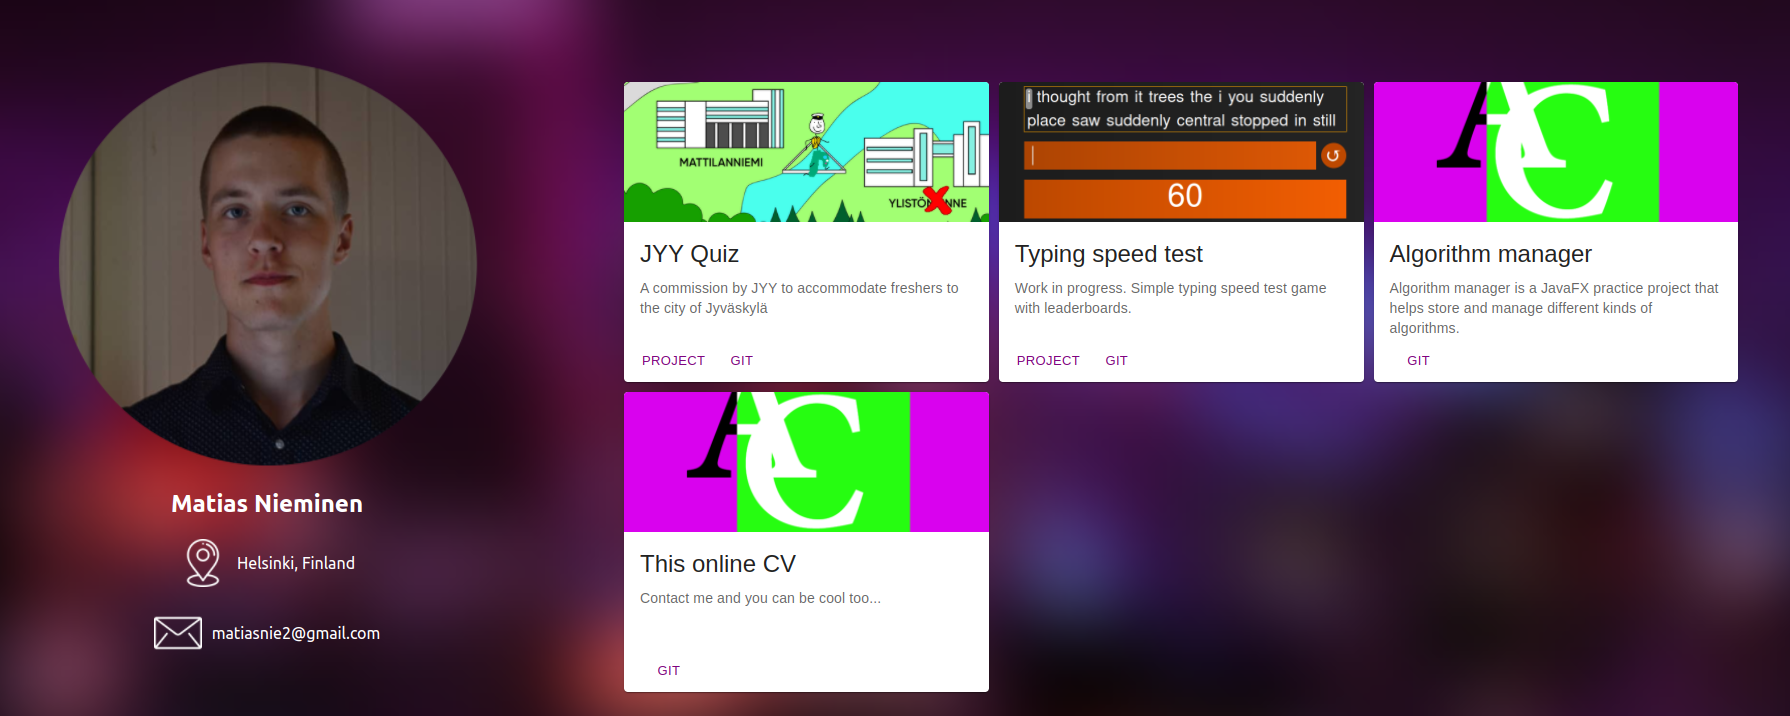 Matias Nieminen
Helsinki, Finland
matiasnie2@gmail.com
MATTILANNIEMI
JYY Quiz
A commission by JYY to accommodate freshers to
the city of Jyväskylä
PROJECT GIT
i thought from it trees the i you suddenly
place saw suddenly central stopped in still
60
Typing speed test
Work in progress. Simple typing speed test game
with leaderboards.
PROJECT GIT
A C
Algorithm manager
Algorithm manager is a JavaFX practice project that
helps store and manage different kinds of
algorithms.
GIT
A C
This online CV
Contact me and you can be cool too...
GIT